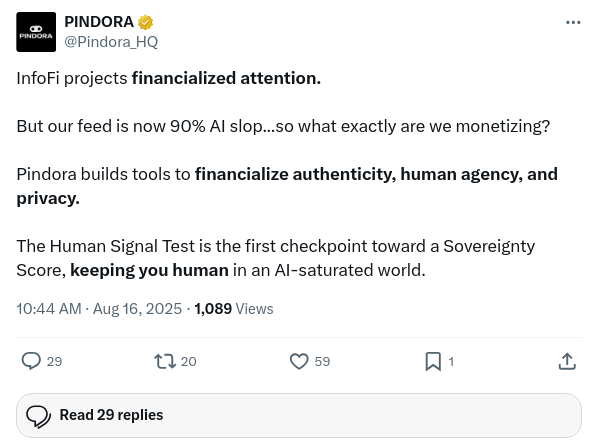 PINDORA
PINDORA
@Pindora_HQ
InfoFi projects financialized attention.
But our feed is now 90% AI slop...so what exactly are we monetizing?
Pindora builds tools to financialize authenticity, human agency, and
privacy.
The Human Signal Test is the first checkpoint toward a Sovereignty
Score, keeping you human in an AI-saturated world.
10:44 AM · Aug 16, 2025 · 1,089 Views
29 20 59 1
Read 29 replies